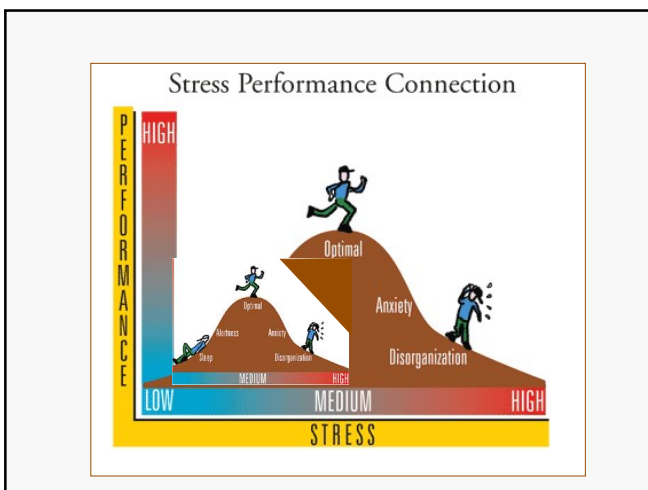 Stress Performance Connection
PERFORMANCE
HIGH
Optimal
Anxiety
Disorganization
Optimal
Alertness
Anxiety
Sleep
Disorganization
MEDIUM
HIGH
LOW
MEDIUM
HIGH
STRESS